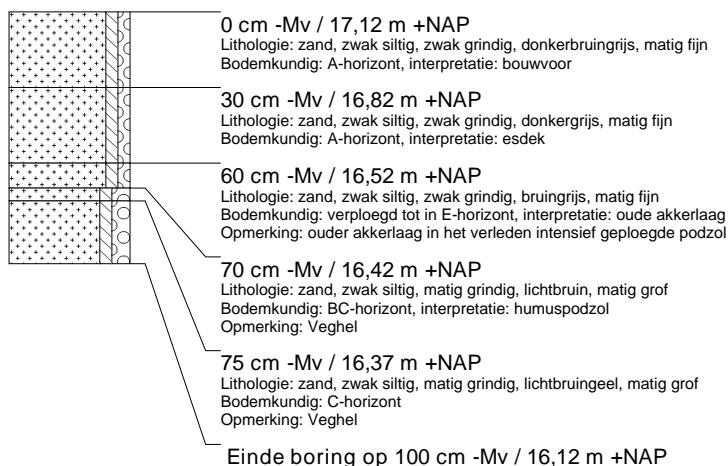 0 cm -Mv / 17,12 m +NAP
Lithologie: zand, zwak siltig, zwak grindig, donkerbruingrijs, matig fijn
Bodemkundig: A-horizont, interpretatie: bouwvoor
30 cm -Mv / 16,82 m +NAP
Lithologie: zand, zwak siltig, zwak grindig, donkergrijs, matig fijn
Bodemkundig: A-horizont, interpretatie: esdek
60 cm -Mv / 16,52 m +NAP
Lithologie: zand, zwak siltig, zwak grindig, bruingrijs, matig fijn
Bodemkundig: verploegd tot in E-horizont, interpretatie: oude akkerlaag
Opmerking: ouder akkerlaag in het verleden intensief geploegde podzol
70 cm -Mv / 16,42 m +NAP
Lithologie: zand, zwak siltig, matig grindig, lichtbruin, matig grof
Bodemkundig: BC-horizont, interpretatie: humuspodzol
Opmerking: Veghel
75 cm -Mv / 16,37 m +NAP
Lithologie: zand, zwak siltig, matig grindig, lichtbruingeel, matig grof
Bodemkundig: C-horizont
Opmerking: Veghel
Einde boring op 100 cm -Mv / 16,12 m +NAP